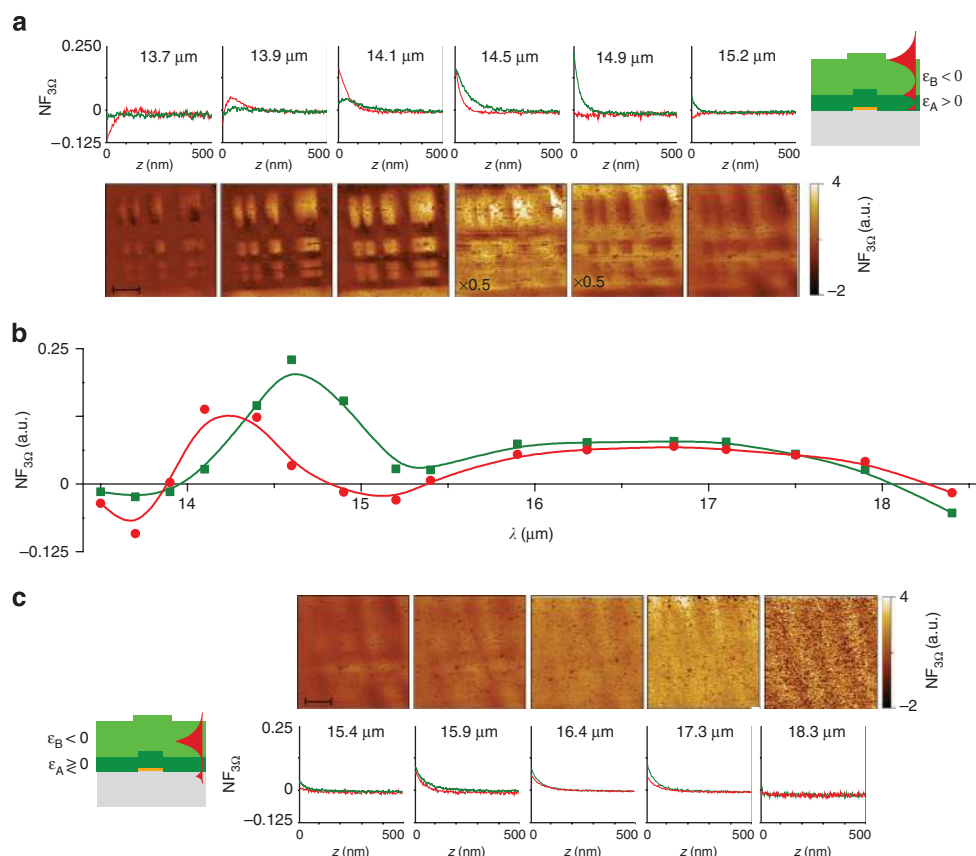 a
0.250
0
−0.125
NF3Ω
13.7 µm
13.9 µm
14.1 µm
14.5 µm
14.9 µm
15.2 µm
0 500
0 500
0 500
0 500
0 500
0 500
z (nm)
z (nm)
z (nm)
z (nm)
z (nm)
z (nm)
εB < 0
εA > 0
×0.5
×0.5
4
−2
NF3Ω (a.u.)
b
0.25
0
−0.125
NF3Ω (a.u.)
14 15 16 17 18
λ (µm)
c
4
−2
NF3Ω (a.u.)
εB < 0
εA ≷ 0
0.25
0
−0.125
NF3Ω
15.4 µm
15.9 µm
16.4 µm
17.3 µm
18.3 µm
0 500
0 500
0 500
0 500
0 500
z (nm)
z (nm)
z (nm)
z (nm)
z (nm)